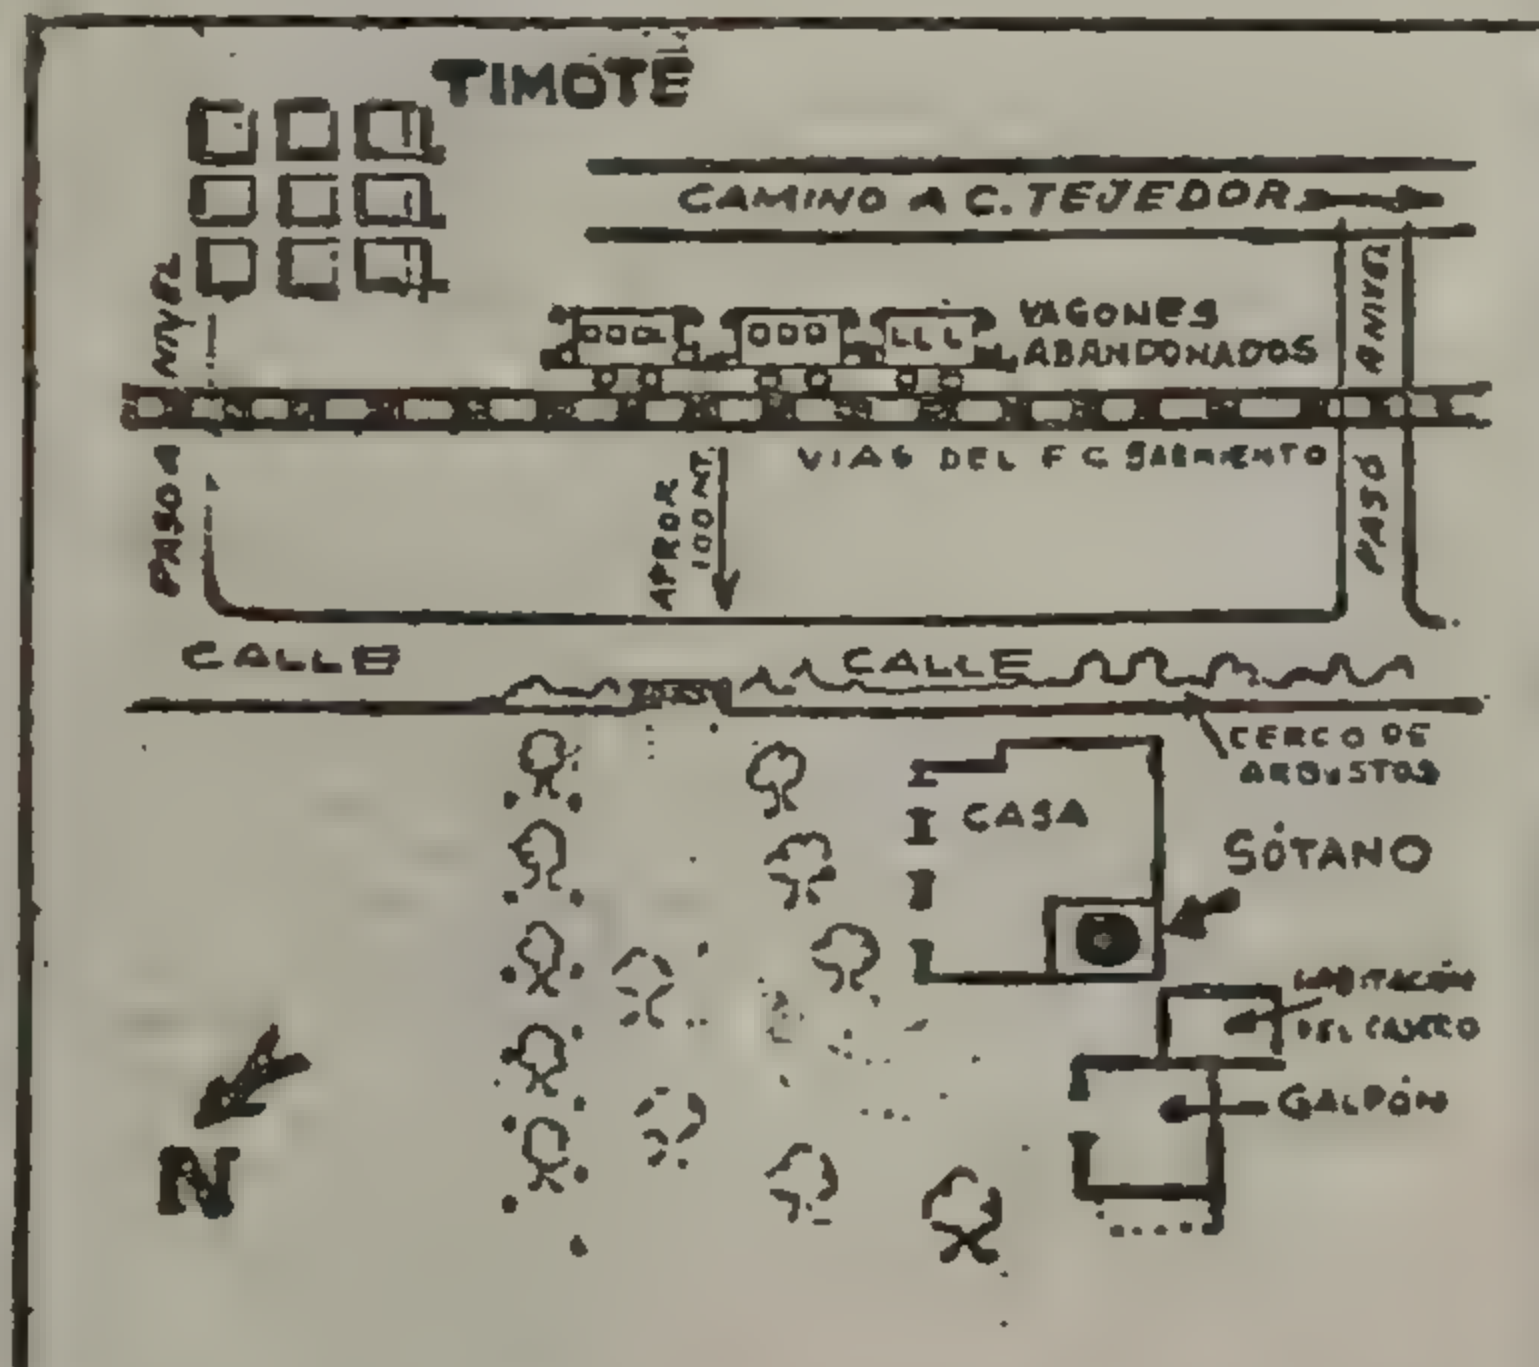 TIMOTE
CAMINO A C. TEJEDOR
VAGONES
ABANDONADOS
PASO A NIVEL
PASO A NIVEL
VIAS DEL F C SARMIENTO
APROX
100 MT.
CALLE
CALLE
CERCO DE
ARBUSTOS
CASA
SÓTANO
HABITACIÓN
DEL CASERO
GALPÓN
N